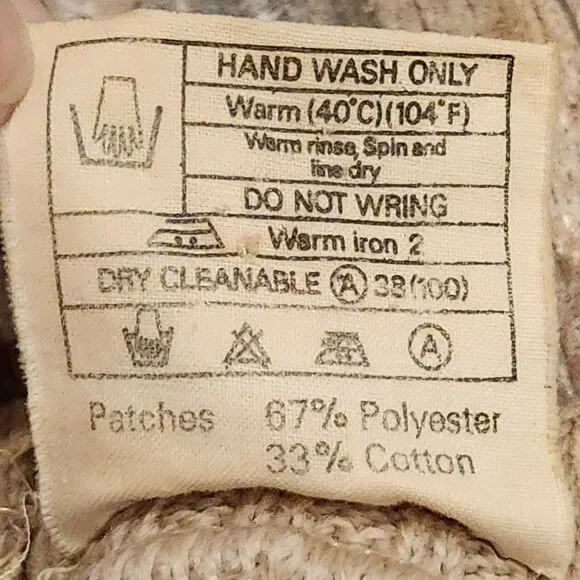 HAND WASH ONLY
Warm (40°C)(104°F)
Warm rinse, Spin and
line dry
DO NOT WRING
Warm iron 2
DRY CLEANABLE Ⓐ 38(100)
Ⓐ
Patches 67% Polyester
33% Cotton